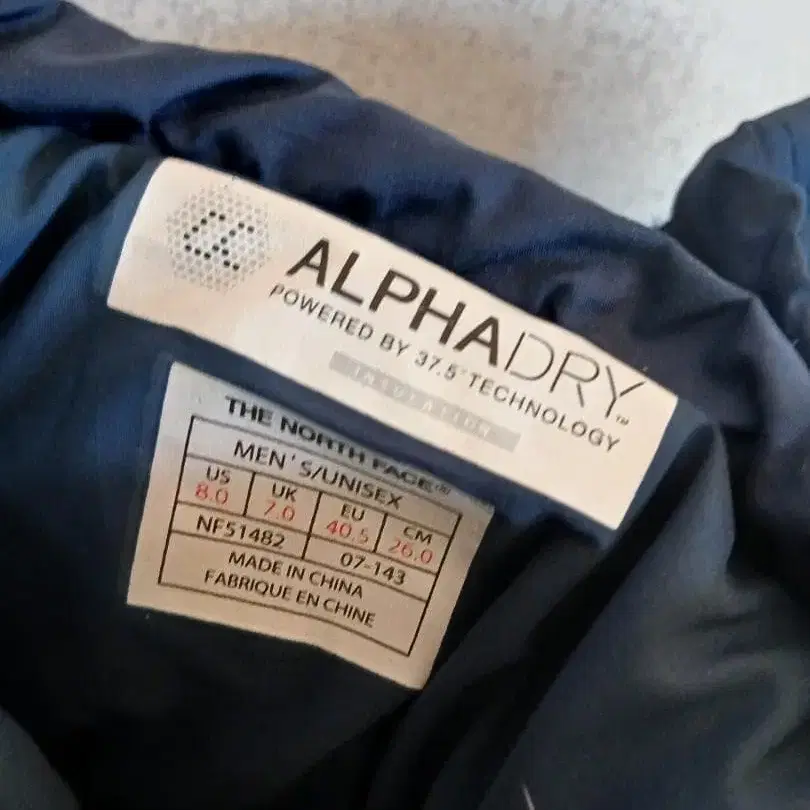 α
ALPHADRY™
POWERED BY 37.5° TECHNOLOGY
INSULATION
THE NORTH FACE®
MEN'S/UNISEX
US UK EU CM
8.0 7.0 40.5 26.0
NF51482 07-143
MADE IN CHINA
FABRIQUE EN CHINE